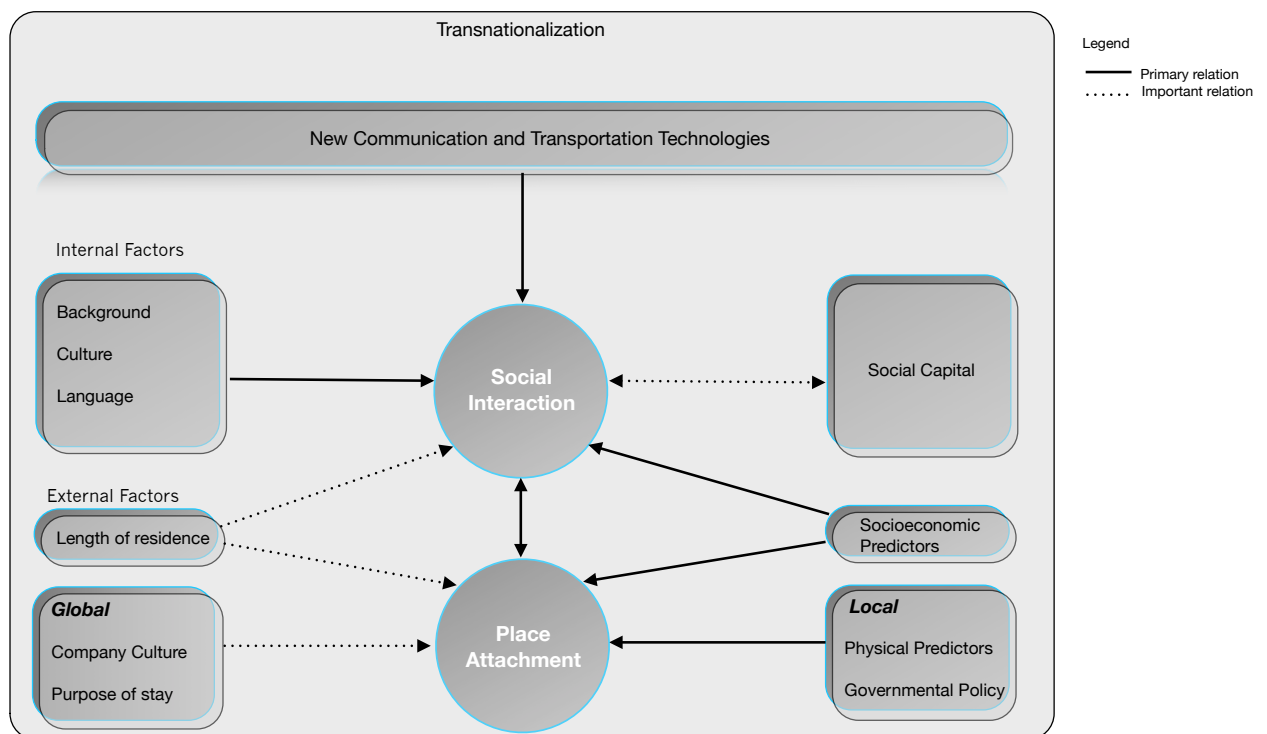 Transnationalization
Legend
Primary relation
Important relation
New Communication and Transportation Technologies
Internal Factors
Background
Culture
Language
Social
Interaction
Social Capital
External Factors
Length of residence
Socioeconomic
Predictors
Global
Company Culture
Purpose of stay
Place
Attachment
Local
Physical Predictors
Governmental Policy